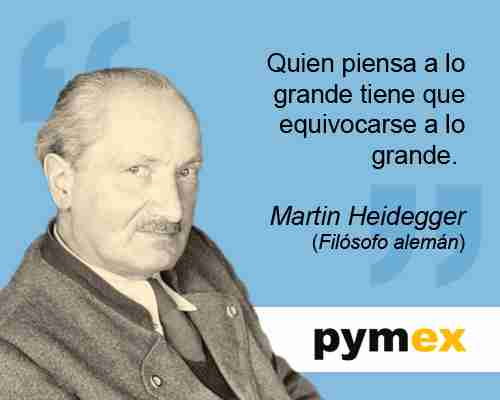 Quien piensa a lo
grande tiene que
equivocarse a lo
grande.
Martin Heidegger
(Filósofo alemán)
pymex